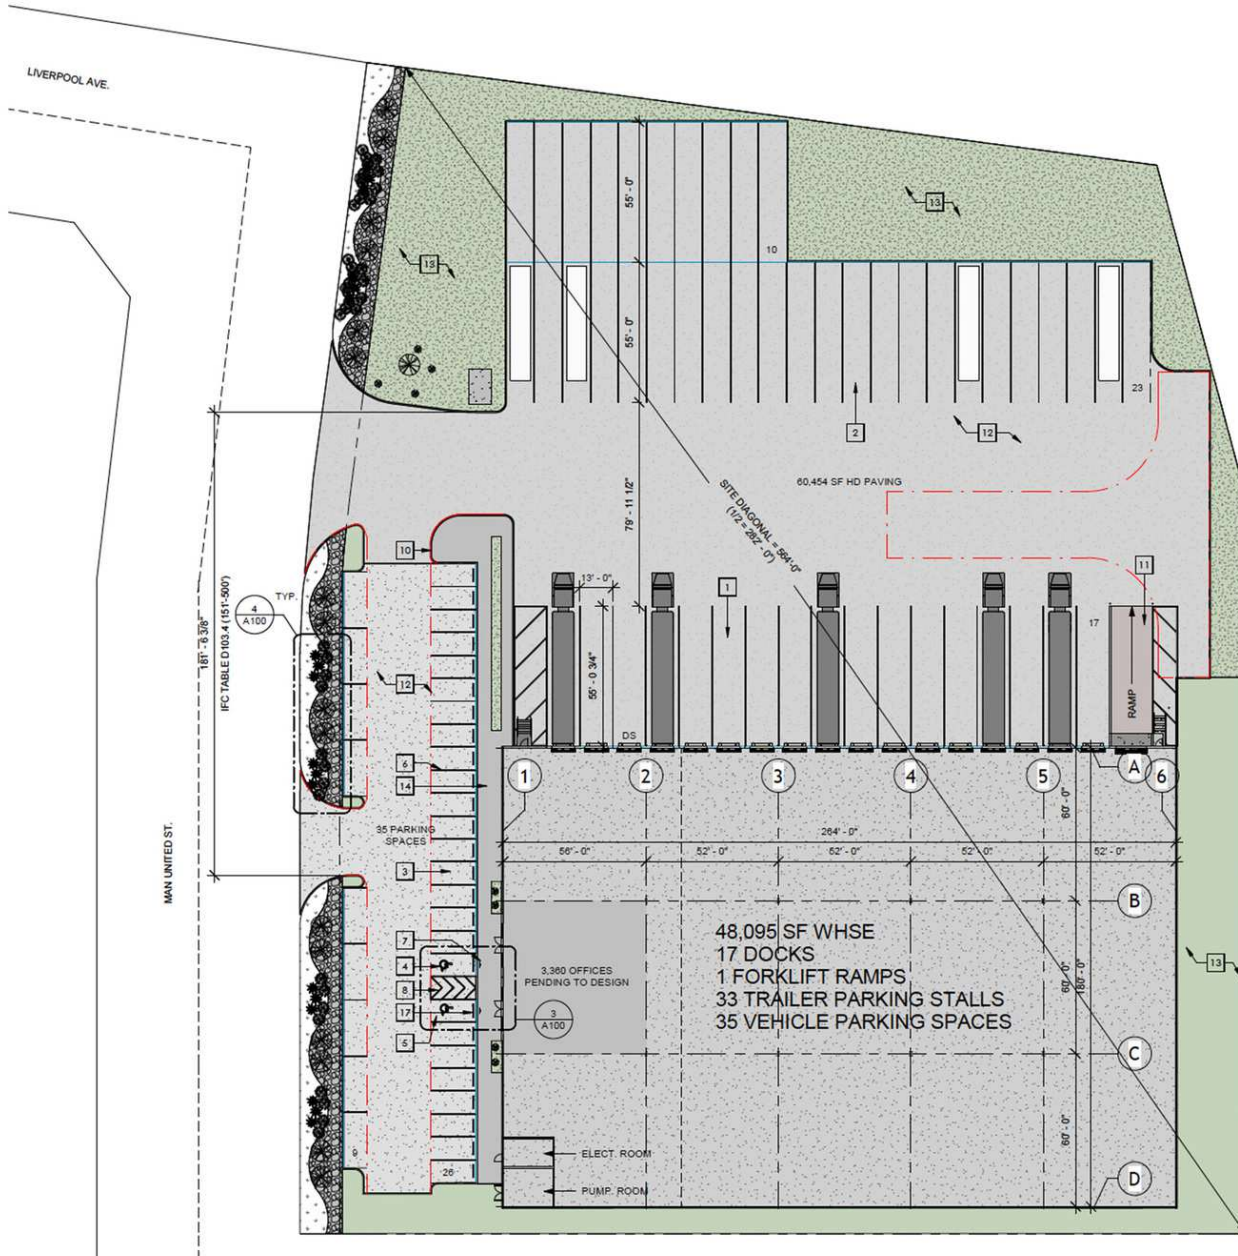 LIVERPOOL AVE.
13
13
55' - 0"
10
55' - 0"
23
2
12
60,454 SF HD PAVING
SITE DIAGONAL = 564'-0"
(1/2 = 282' - 0")
79' - 11 1/2"
10
TYP.
4
A100
181' - 6 3/8"
IFC TABLE D103.4 (151'-500')
13' - 0"
1
11
17
55' - 0 3/4"
RAMP
12
DS
6
14
1
2
3
4
5
A
6
60' - 0"
264' - 0"
56' - 0"
52' - 0"
52' - 0"
52' - 0"
52' - 0"
35 PARKING
SPACES
3
MAN UNITED ST.
B
7
4
8
17
5
3,360 OFFICES
PENDING TO DESIGN
3
A100
48,095 SF WHSE
17 DOCKS
1 FORKLIFT RAMPS
33 TRAILER PARKING STALLS
35 VEHICLE PARKING SPACES
60' - 0"
180' - 0"
13
C
60' - 0"
9
26
ELECT. ROOM
PUMP. ROOM
D